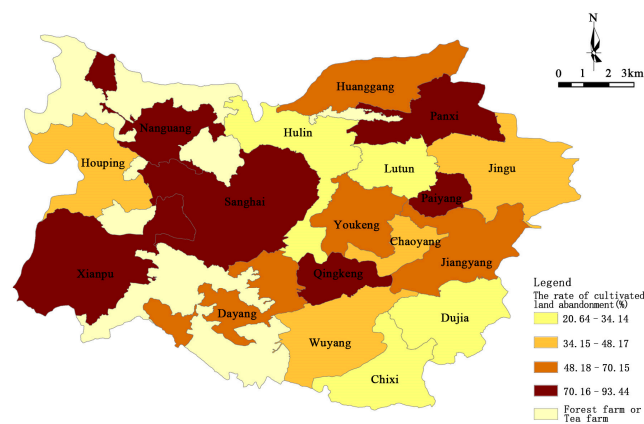 N
0 1 2 3km
Huanggang
Panxi
Nanguang
Hulin
Houping
Lutun
Jingu
Sanghai
Paiyang
Youkeng
Chaoyang
Jiangyang
Xianpu
Qingkeng
Dayang
Dujia
Wuyang
Chixi
Legend
The rate of cultivated
land abandonment(%)
20.64-34.14
34.15-48.17
48.18-70.15
70.16-93.44
Forest farm or
Tea farm